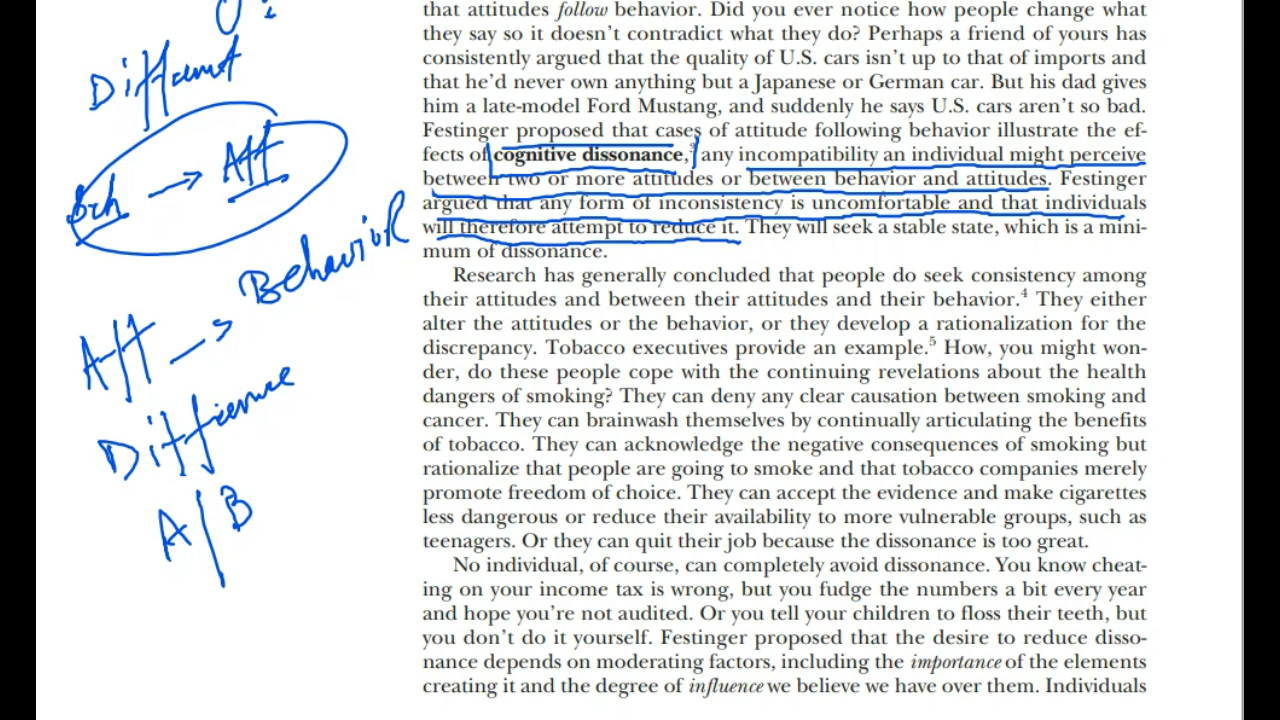 that attitudes follow behavior. Did you ever notice how people change what
they say so it doesn't contradict what they do? Perhaps a friend of yours has
consistently argued that the quality of U.S. cars isn't up to that of imports and
that he'd never own anything but a Japanese or German car. But his dad gives
him a late-model Ford Mustang, and suddenly he says U.S. cars aren't so bad.
Festinger proposed that cases of attitude following behavior illustrate the ef-
fects of cognitive dissonance,³ any incompatibility an individual might perceive
between two or more attitudes or between behavior and attitudes. Festinger
argued that any form of inconsistency is uncomfortable and that individuals
will therefore attempt to reduce it. They will seek a stable state, which is a mini-
mum of dissonance.
Research has generally concluded that people do seek consistency among
their attitudes and between their attitudes and their behavior.⁴ They either
alter the attitudes or the behavior, or they develop a rationalization for the
discrepancy. Tobacco executives provide an example.⁵ How, you might won-
der, do these people cope with the continuing revelations about the health
dangers of smoking? They can deny any clear causation between smoking and
cancer. They can brainwash themselves by continually articulating the benefits
of tobacco. They can acknowledge the negative consequences of smoking but
rationalize that people are going to smoke and that tobacco companies merely
promote freedom of choice. They can accept the evidence and make cigarettes
less dangerous or reduce their availability to more vulnerable groups, such as
teenagers. Or they can quit their job because the dissonance is too great.
No individual, of course, can completely avoid dissonance. You know cheat-
ing on your income tax is wrong, but you fudge the numbers a bit every year
and hope you're not audited. Or you tell your children to floss their teeth, but
you don't do it yourself. Festinger proposed that the desire to reduce disso-
nance depends on moderating factors, including the importance of the elements
creating it and the degree of influence we believe we have over them. Individuals
Different
Beh → Att
Behavior
Att →
Difference
A/B